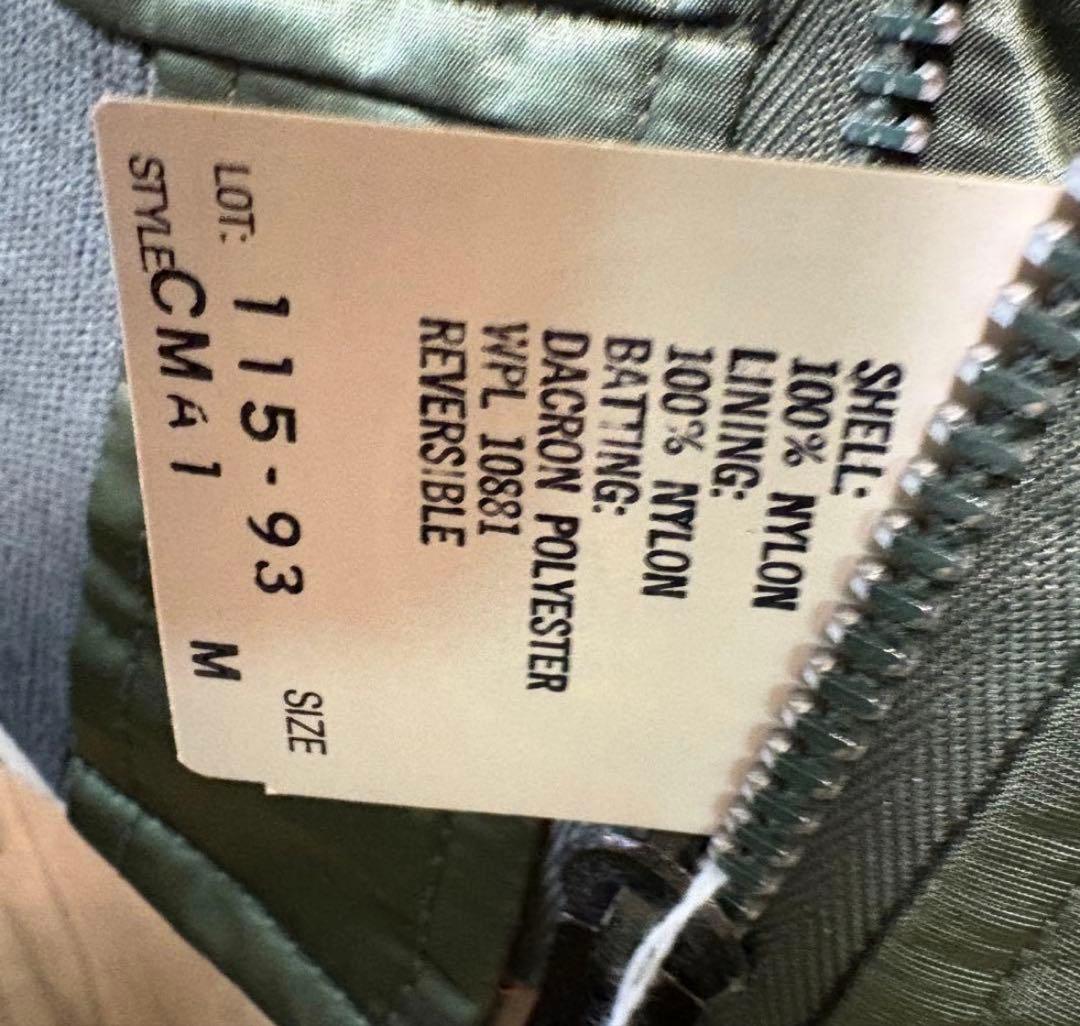 SHELL:
100% NYLON
LINING:
100% NYLON
BATTING:
DACRON POLYESTER
WPL 10881
REVERSIBLE
SIZE
LOT: 115-93
STYLE CMA1 M